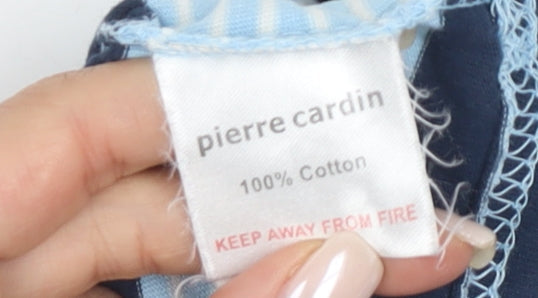 pierre cardin
100% Cotton
KEEP AWAY FROM FIRE